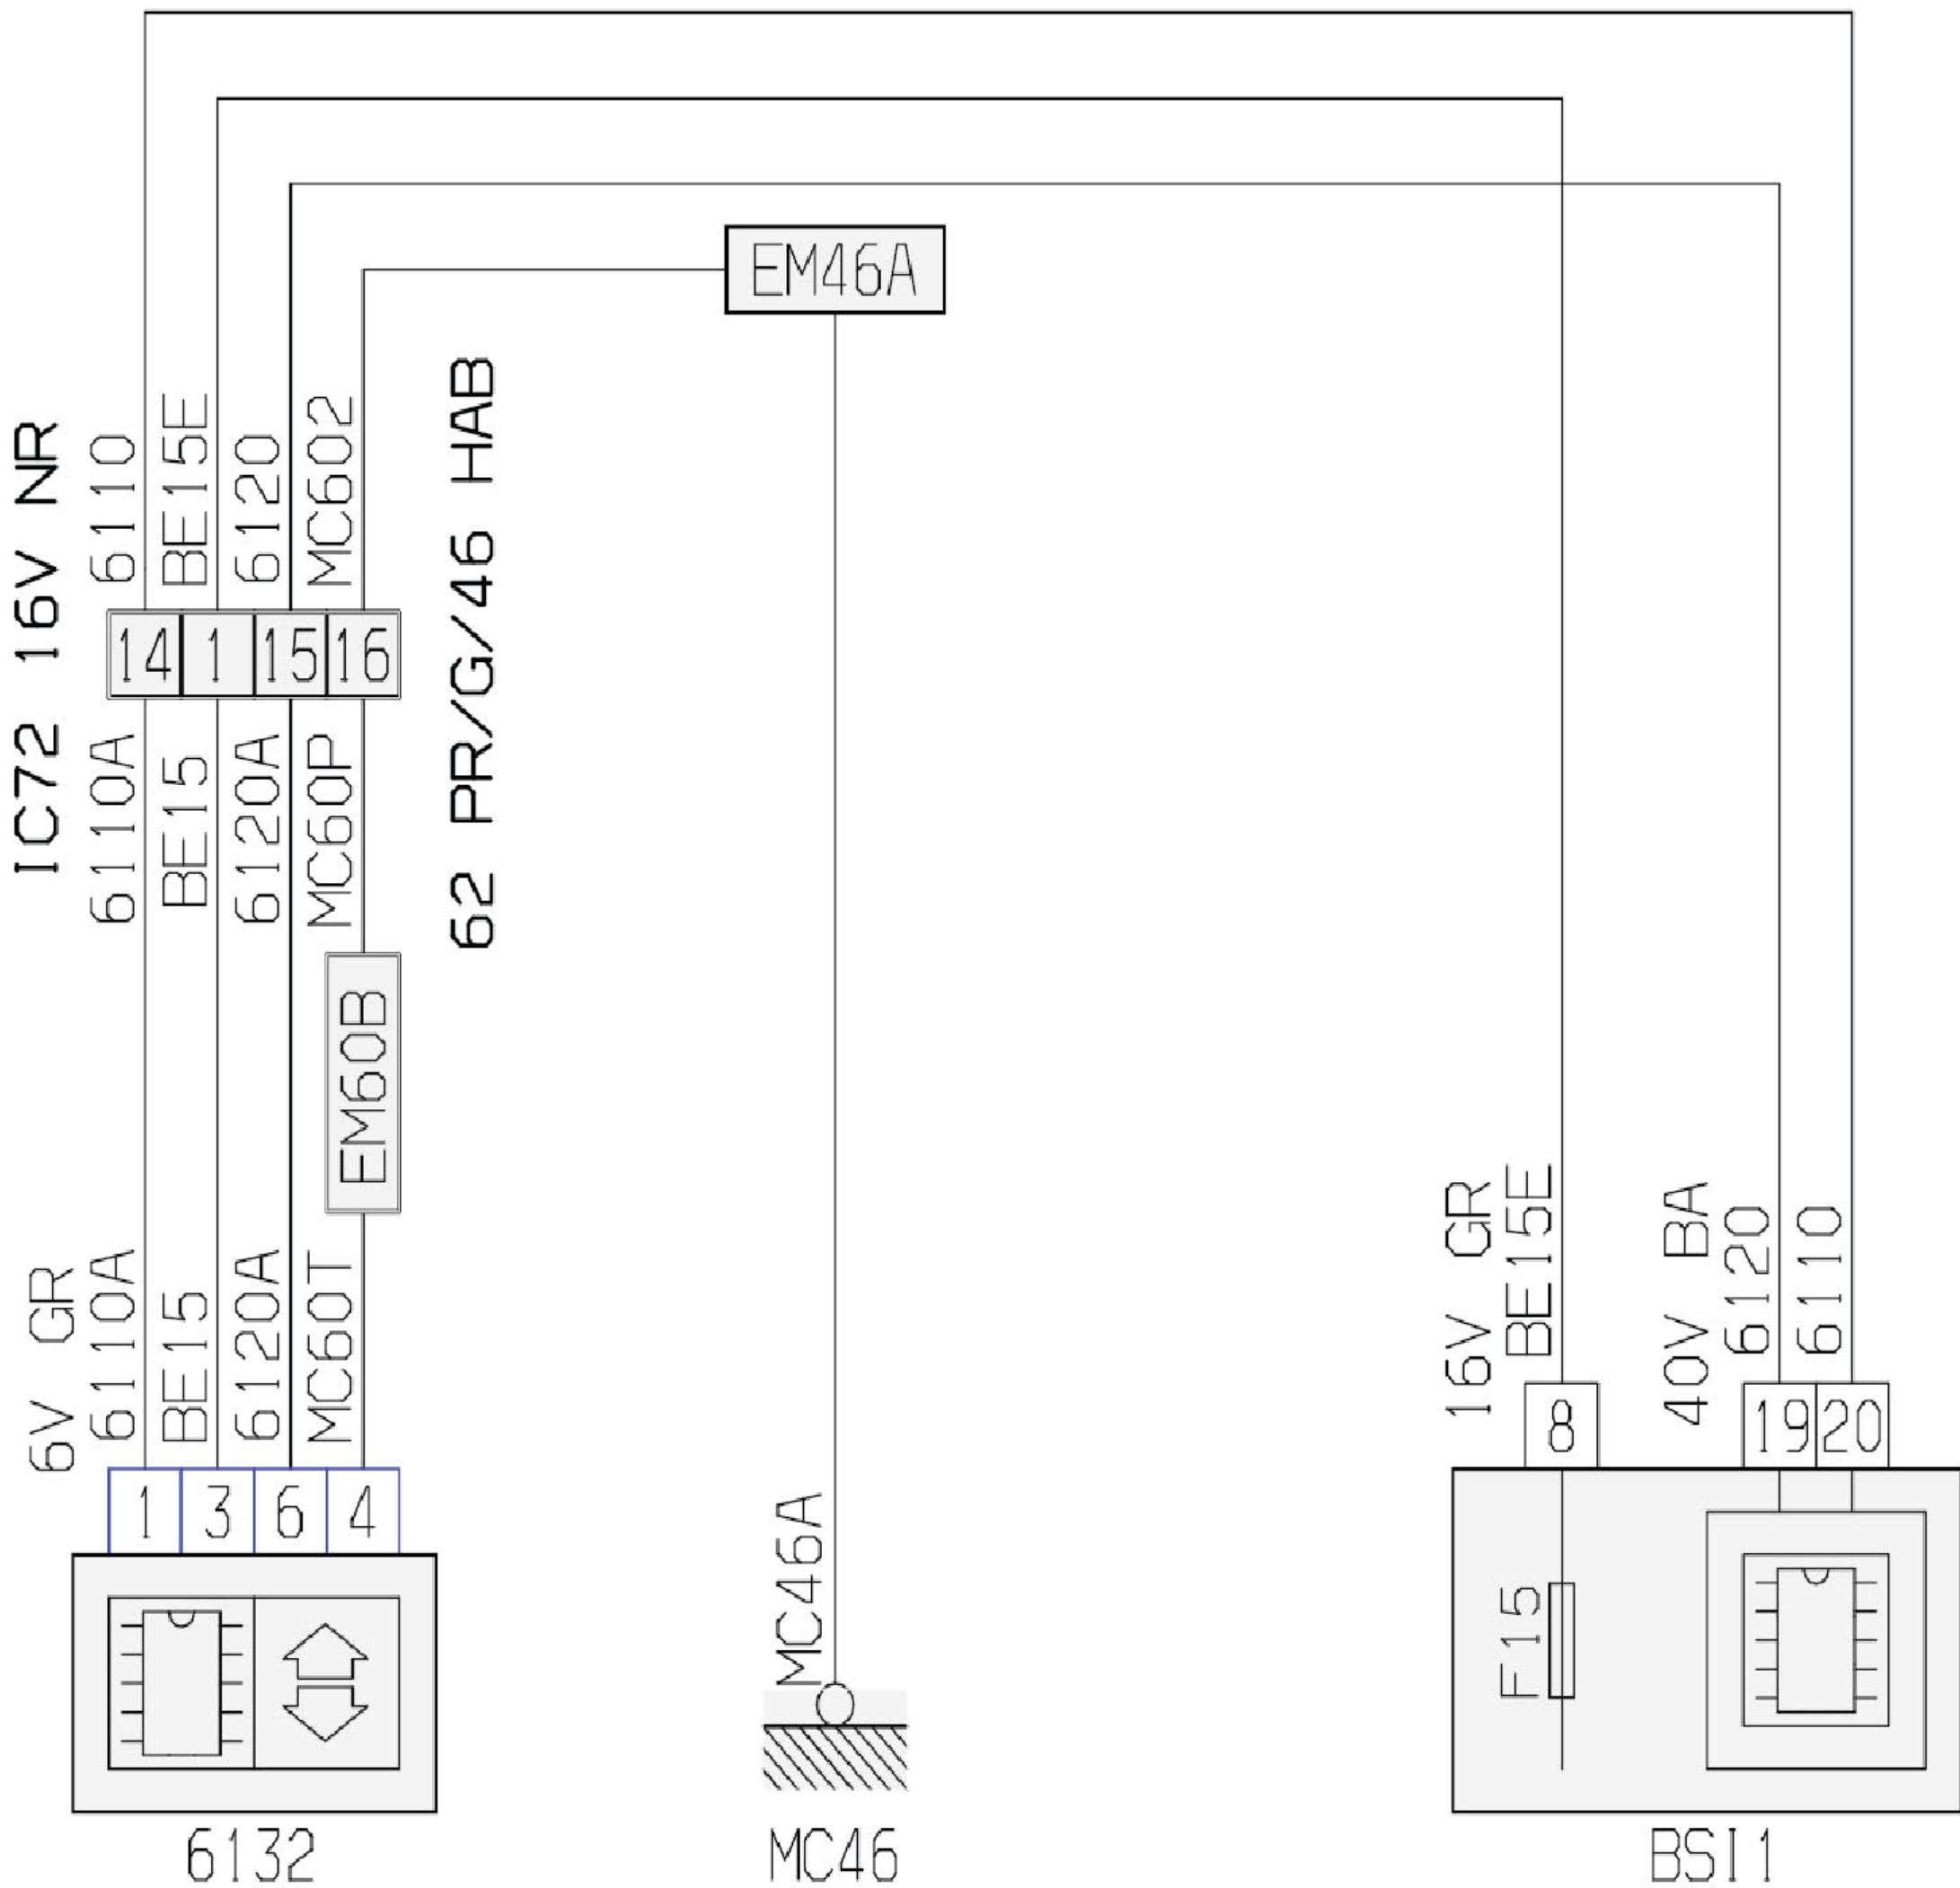 EM46A
IC72 16V NR
6110
BE15E
6120
MC602
62 PR/G/46 HAB
14 1 15 16
6110A
BE15
6120A
MC60P
EM60B
6V GR
6110A
BE15
6120A
MC60T
1 3 6 4
6132
MC46A
MC46
16V GR
BE15E
40V BA
6120
6110
8
19 20
F15
BSI1